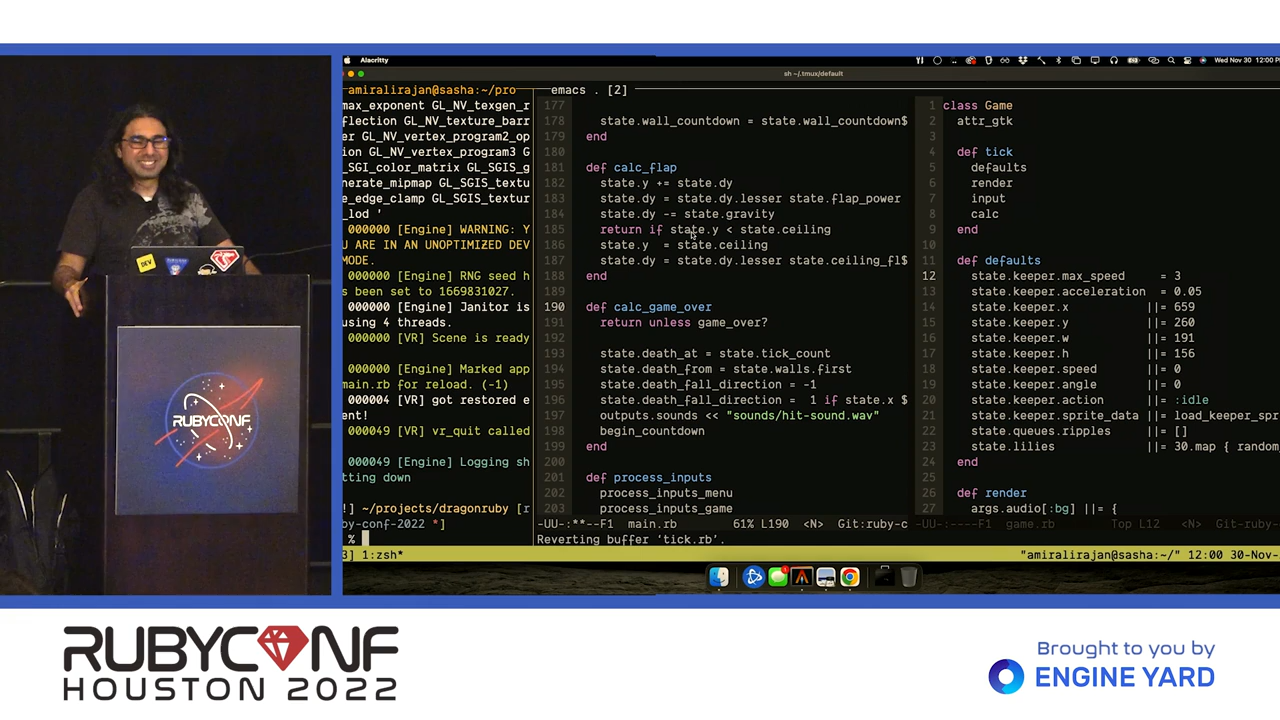 Alacritty
Wed Nov 30 12:00 P
sh ~/.tmux/default
amiralirajan@sasha:~/pro
max_exponent GL_NV_texgen_r
flection GL_NV_texture_barr
er GL_NV_vertex_program2_op
ion GL_NV_vertex_program3 G
_SGI_color_matrix GL_SGIS_g
nerate_mipmap GL_SGIS_textu
GL_SGIS_textur
_lod '
000000 [Engine] WARNING: Y
U ARE IN AN UNOPTIMIZED DEV
MODE.
000000 [Engine] RNG seed h
s been set to 1669831027.
000000 [Engine] Janitor is
using 4 threads.
000000 [VR] Scene is ready
000000 [Engine] Marked app
main.rb for reload. (-1)
000004 [VR] got restored e
ent!
000049 [VR] vr_quit called
000049 [Engine] Logging sh
tting down
!] ~/projects/dragonruby [r
by-conf-2022 *]
%
emacs . [2]
177
178 state.wall_countdown = state.wall_countdown$
179 end
180
181 def calc_flap
182 state.y += state.dy
183 state.dy = state.dy.lesser state.flap_power
184 state.dy -= state.gravity
185 return if state.y < state.ceiling
186 state.y = state.ceiling
187 state.dy = state.dy.lesser state.ceiling_fl$
188 end
189
190 def calc_game_over
191 return unless game_over?
192
193 state.death_at = state.tick_count
194 state.death_from = state.walls.first
195 state.death_fall_direction = -1
196 state.death_fall_direction = 1 if state.x $
197 outputs.sounds << "sounds/hit-sound.wav"
198 begin_countdown
199 end
200
201 def process_inputs
202 process_inputs_menu
203 process_inputs_game
-UU-:**--F1 main.rb 61% L190 <N> Git:ruby-c
Reverting buffer 'tick.rb'.
1 class Game
2 attr_gtk
3
4 def tick
5 defaults
6 render
7 input
8 calc
9 end
10
11 def defaults
12 state.keeper.max_speed = 3
13 state.keeper.acceleration = 0.05
14 state.keeper.x ||= 659
15 state.keeper.y ||= 260
16 state.keeper.w ||= 191
17 state.keeper.h ||= 156
18 state.keeper.speed ||= 0
19 state.keeper.angle ||= 0
20 state.keeper.action ||= :idle
21 state.keeper.sprite_data ||= load_keeper_spr
22 state.queues.ripples ||= []
23 state.lilies ||= 30.map { random
24 end
25
26 def render
27 args.audio[:bg] ||= {
-UU-:----F1 game.rb Top L12 <N> Git-ruby-
3] 1:zsh*
"amiralirajan@sasha:~/" 12:00 30-Nov-
DEV
RUBYCONF
RUBYCONF
HOUSTON 2022
Brought to you by
ENGINE YARD